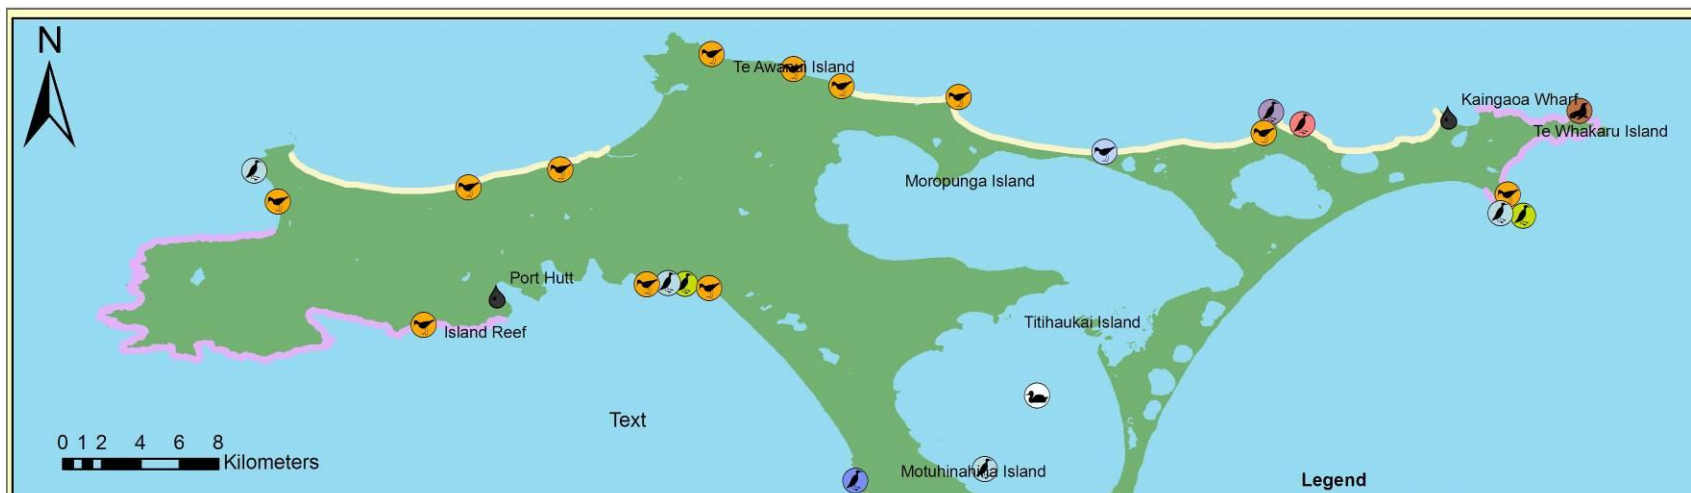 N
Te Awanui Island
Kaingaoa Wharf
Te Whakaru Island
Moropunga Island
Port Hutt
Island Reef
Titihaukai Island
Text
0 1 2 4 6 8
Kilometers
Motuhinahina Island
Legend